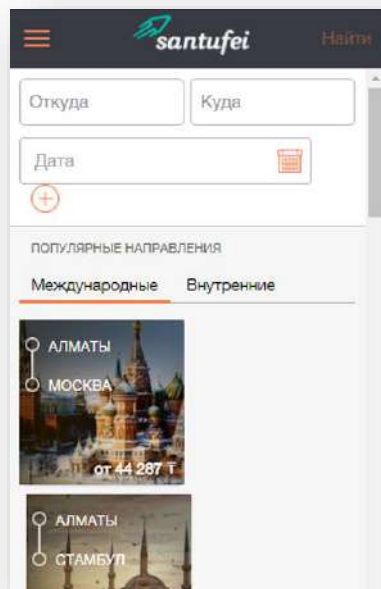 santufei
Найти
Откуда
Куда
Дата
ПОПУЛЯРНЫЕ НАПРАВЛЕНИЯ
Международные
Внутренние
АЛМАТЫ
МОСКВА
от 44 287 ₸
АЛМАТЫ
СТАМБУЛ